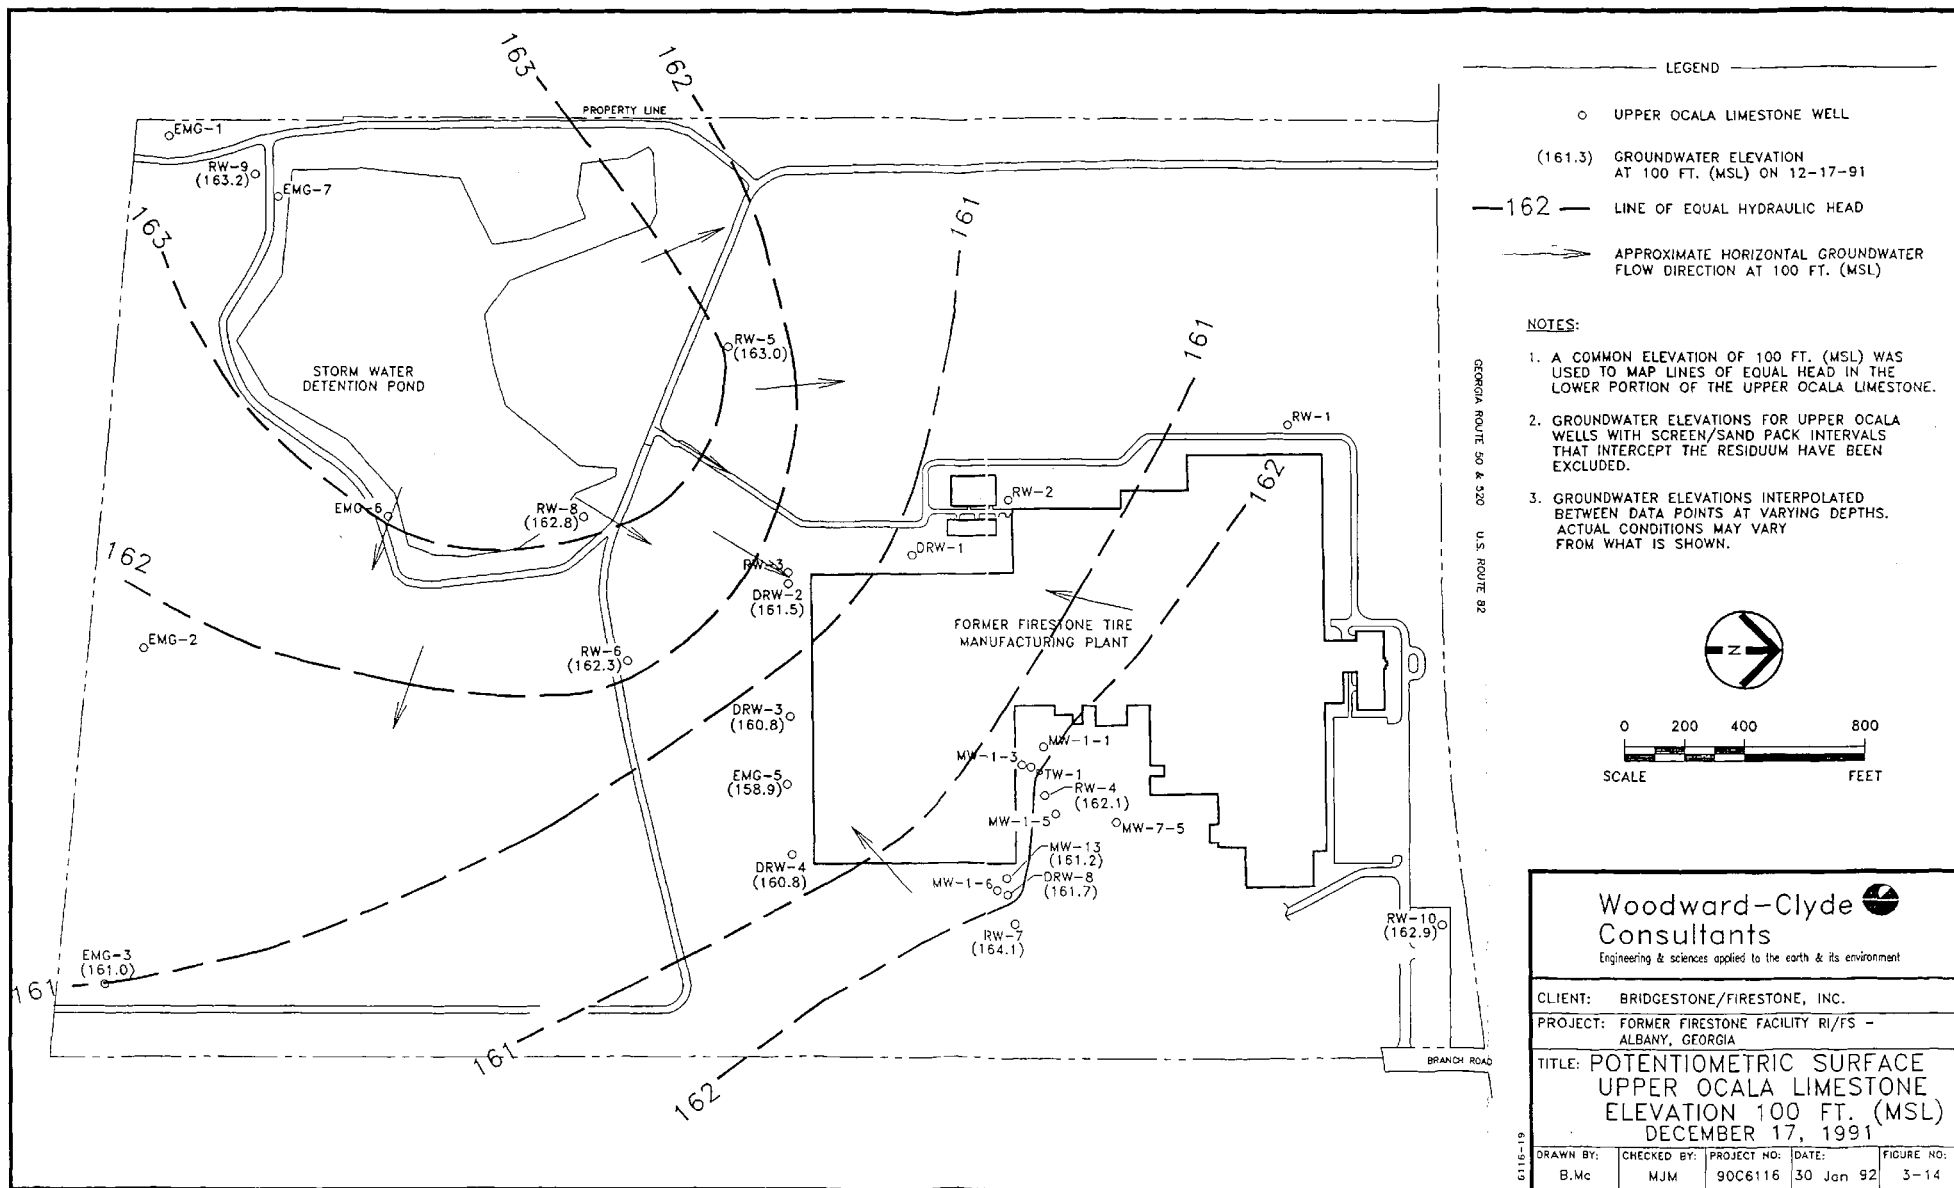 163
162
PROPERTY LINE
EMG-1
RW-9
(163.2)
EMG-7
163
161
161
STORM WATER
DETENTION POND
RW-5
(163.0)
RW-1
162
RW-2
EMG-6
RW-8
(162.8)
DRW-1
162
RW-3
DRW-2
(161.5)
EMG-2
RW-6
(162.3)
FORMER FIRESTONE TIRE
MANUFACTURING PLANT
DRW-3
(160.8)
MW-1-1
MW-1-3
PTW-1
EMG-5
(158.9)
RW-4
(162.1)
MW-1-5
MW-7-5
DRW-4
(160.8)
MW-13
(161.2)
MW-1-6
DRW-8
(161.7)
RW-7
(164.1)
RW-10
(162.9)
EMG-3
(161.0)
161
161
162
BRANCH ROAD
GEORGIA ROUTE 50 & 520 U.S. ROUTE 82
LEGEND
UPPER OCALA LIMESTONE WELL
(161.3) GROUNDWATER ELEVATION
AT 100 FT. (MSL) ON 12-17-91
162 LINE OF EQUAL HYDRAULIC HEAD
APPROXIMATE HORIZONTAL GROUNDWATER
FLOW DIRECTION AT 100 FT. (MSL)
NOTES:
1. A COMMON ELEVATION OF 100 FT. (MSL) WAS
USED TO MAP LINES OF EQUAL HEAD IN THE
LOWER PORTION OF THE UPPER OCALA LIMESTONE.
2. GROUNDWATER ELEVATIONS FOR UPPER OCALA
WELLS WITH SCREEN/SAND PACK INTERVALS
THAT INTERCEPT THE RESIDUUM HAVE BEEN
EXCLUDED.
3. GROUNDWATER ELEVATIONS INTERPOLATED
BETWEEN DATA POINTS AT VARYING DEPTHS.
ACTUAL CONDITIONS MAY VARY
FROM WHAT IS SHOWN.
N
0 200 400 800
SCALE FEET
Woodward-Clyde
Consultants
Engineering & sciences applied to the earth & its environment
CLIENT: BRIDGESTONE/FIRESTONE, INC.
PROJECT: FORMER FIRESTONE FACILITY RI/FS -
ALBANY, GEORGIA
TITLE: POTENTIOMETRIC SURFACE
UPPER OCALA LIMESTONE
ELEVATION 100 FT. (MSL)
DECEMBER 17, 1991
6116-19
DRAWN BY: CHECKED BY: PROJECT NO: DATE: FIGURE NO:
B.Mc MJM 90C6116 30 Jan 92 3-14